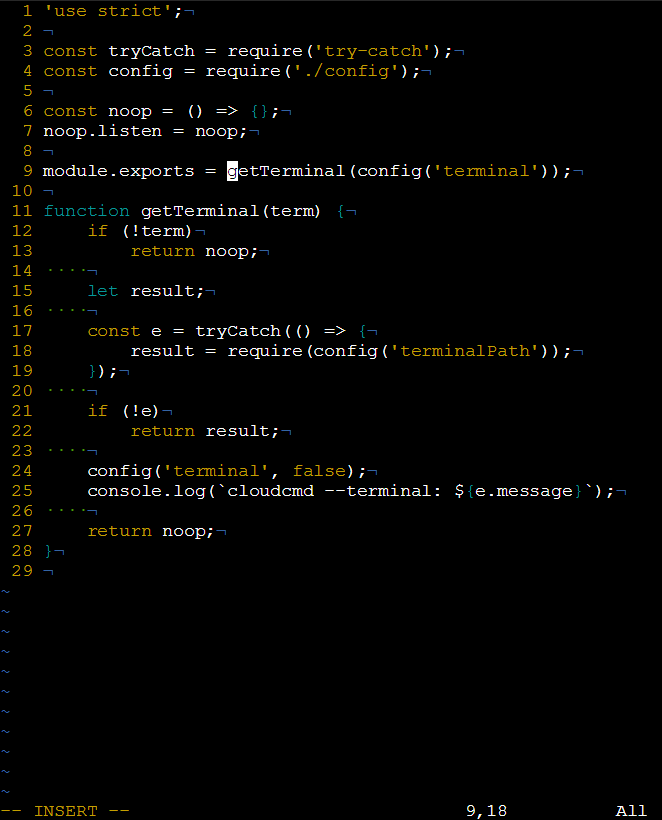 1 'use strict';¬
2 ¬
3 const tryCatch = require('try-catch');¬
4 const config = require('./config');¬
5 ¬
6 const noop = () => {};¬
7 noop.listen = noop;¬
8 ¬
9 module.exports = getTerminal(config('terminal'));¬
10 ¬
11 function getTerminal(term) {¬
12     if (!term)¬
13         return noop;¬
14 ····¬
15     let result;¬
16 ····¬
17     const e = tryCatch(() => {¬
18         result = require(config('terminalPath'));¬
19     });¬
20 ····¬
21     if (!e)¬
22         return result;¬
23 ····¬
24     config('terminal', false);¬
25     console.log(`cloudcmd --terminal: ${e.message}`);¬
26 ····¬
27     return noop;¬
28 }¬
29 ¬
~
~
~
~
~
~
~
~
~
~
~
-- INSERT -- 9,18 All